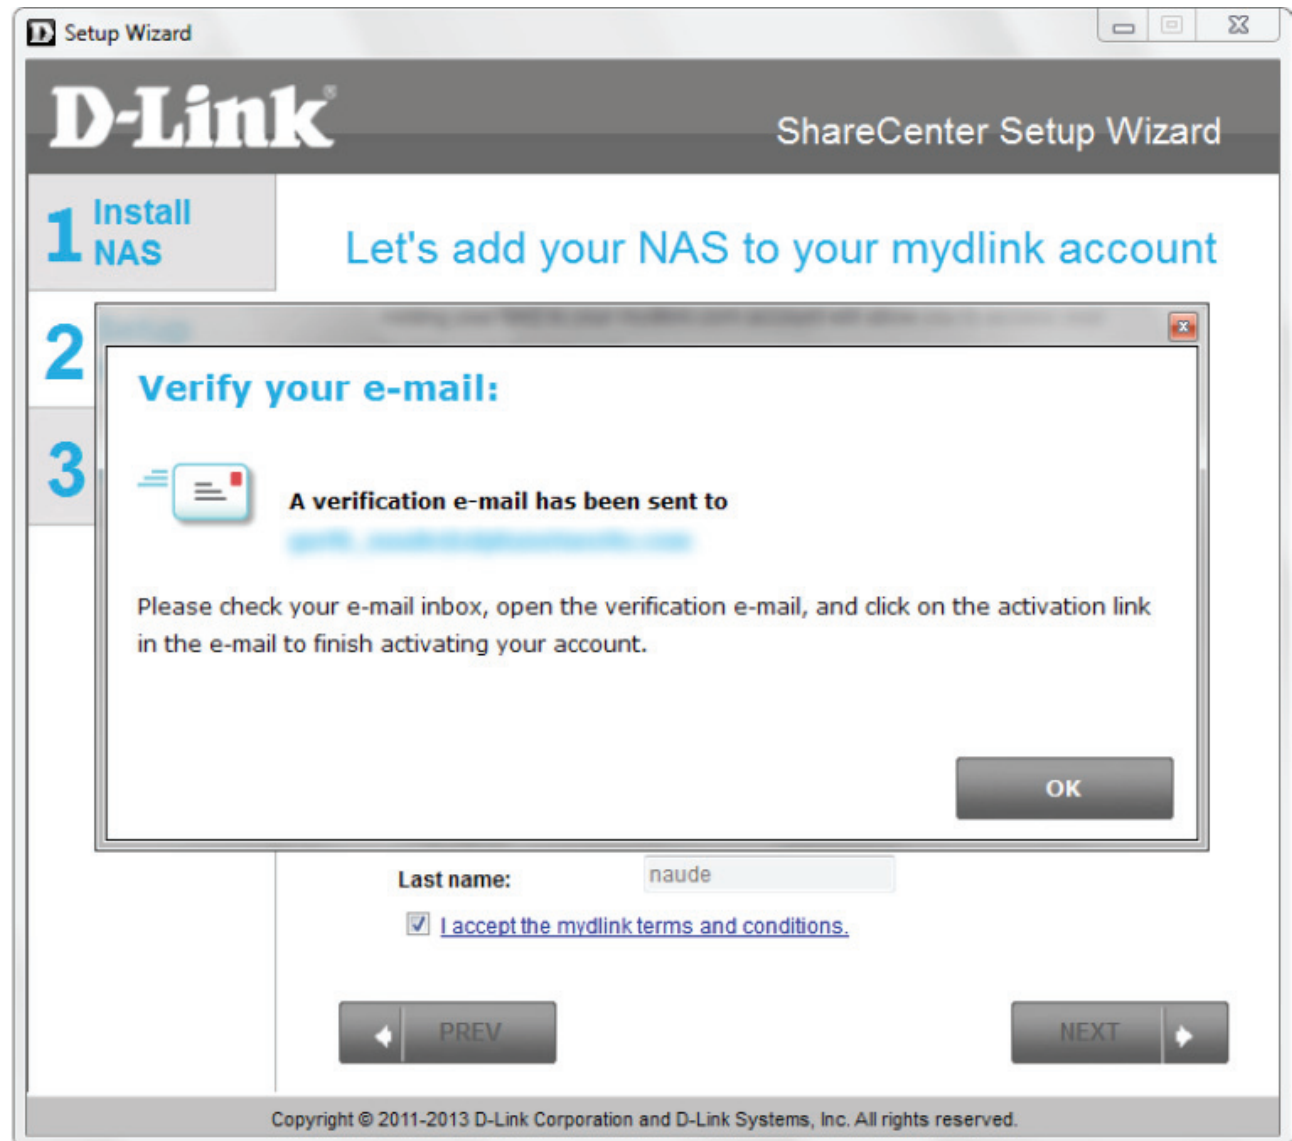 Setup Wizard
D-Link®
ShareCenter Setup Wizard
1 Install
NAS
Let's add your NAS to your mydlink account
2
3
Verify your e-mail:
A verification e-mail has been sent to
Please check your e-mail inbox, open the verification e-mail, and click on the activation link
in the e-mail to finish activating your account.
OK
Last name: naude
I accept the mydlink terms and conditions.
PREV
NEXT
Copyright © 2011-2013 D-Link Corporation and D-Link Systems, Inc. All rights reserved.